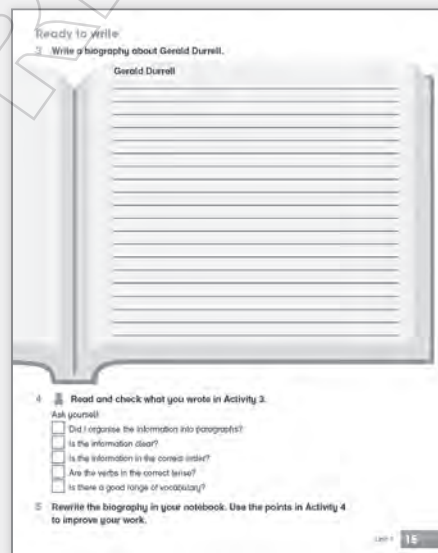 Ready to write
3 Write a biography about Gerald Durrell.
Gerald Durrell
4 Read and check what you wrote in Activity 3.
Ask yourself:
Did I organise the information into paragraphs?
Is the information clear?
Is the information in the correct order?
Are the verbs in the correct tense?
Is there a good range of vocabulary?
5 Rewrite the biography in your notebook. Use the points in Activity 4
to improve your work.
Unit 1 15